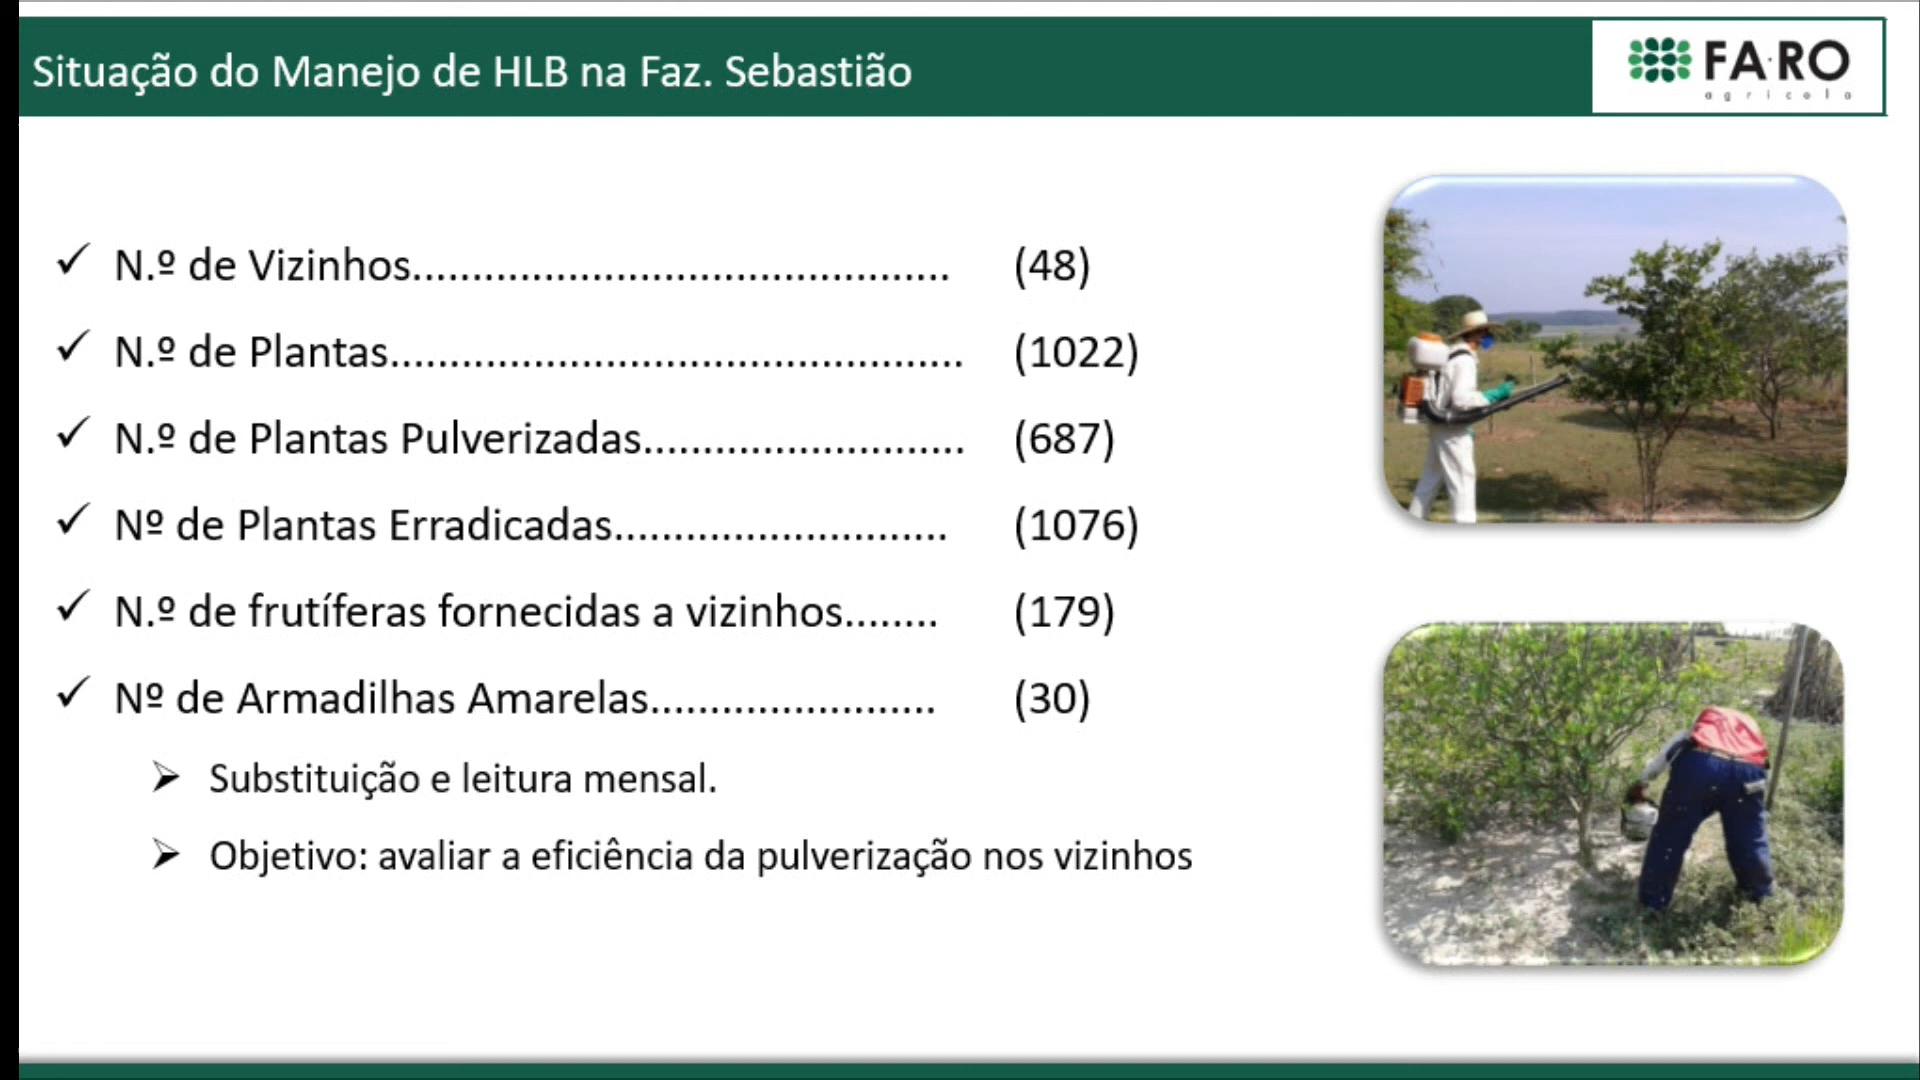 Situação do Manejo de HLB na Faz. Sebastião
FA·RO
agrícola
✓ N.º de Vizinhos............................................. (48)
✓ N.º de Plantas................................................ (1022)
✓ N.º de Plantas Pulverizadas........................... (687)
✓ Nº de Plantas Erradicadas............................ (1076)
✓ N.º de frutíferas fornecidas a vizinhos........ (179)
✓ Nº de Armadilhas Amarelas........................ (30)
➢ Substituição e leitura mensal.
➢ Objetivo: avaliar a eficiência da pulverização nos vizinhos